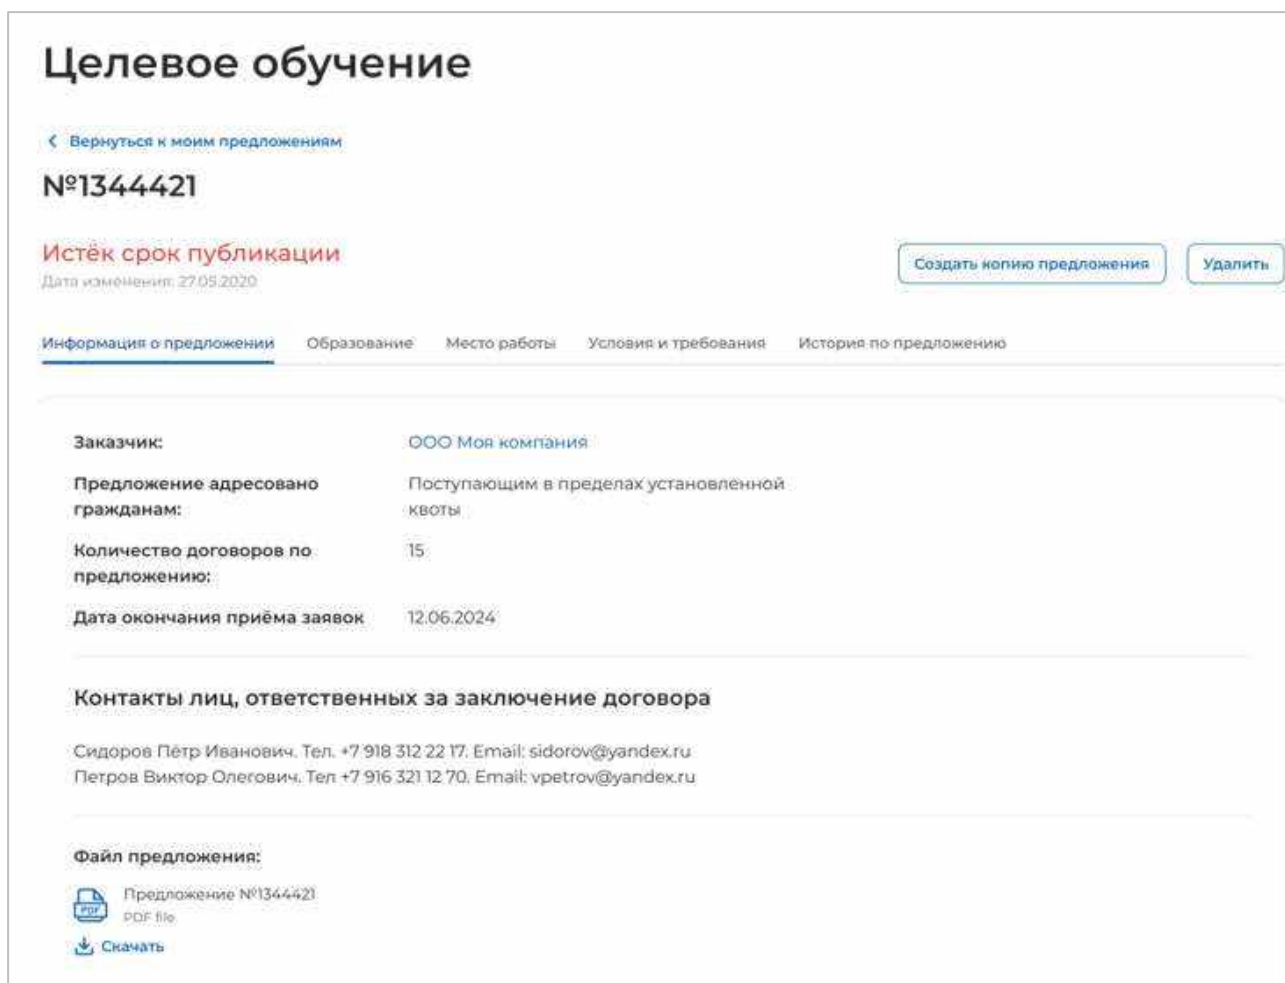 Целевое обучение
Вернуться к моим предложениям
№1344421
Истёк срок публикации
Дата изменения: 27.05.2020
Создать копию предложения
Удалить
Информация о предложении Образование Место работы Условия и требования История по предложению
Заказчик: ООО Моя компания
Предложение адресовано Поступающим в пределах установленной
гражданам: квоты
Количество договоров по 15
предложению:
Дата окончания приёма заявок 12.06.2024
Контакты лиц, ответственных за заключение договора
Сидоров Пётр Иванович. Тел. +7 918 312 22 17. Email: sidorov@yandex.ru
Петров Виктор Олегович. Тел +7 916 321 12 70. Email: vpetrov@yandex.ru
Файл предложения:
Предложение №1344421
PDF
PDF file
Скачать